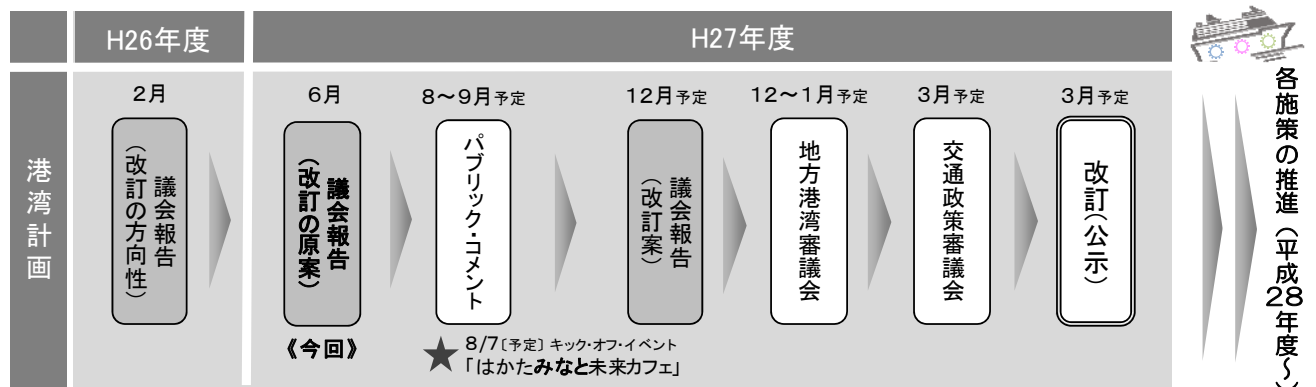 H26年度
H27年度
港湾計画
2月
議会報告
(改訂の方向性)
6月
議会報告
(改訂の原案)
《今回》
8～9月予定
パブリック・コメント
★ 8/7〔予定〕 キック・オフ・イベント
「はかたみなと未来カフェ」
12月予定
議会報告
(改訂案)
12～1月予定
地方港湾審議会
3月予定
交通政策審議会
3月予定
改訂(公示)
各施策の推進(平成28年度～)